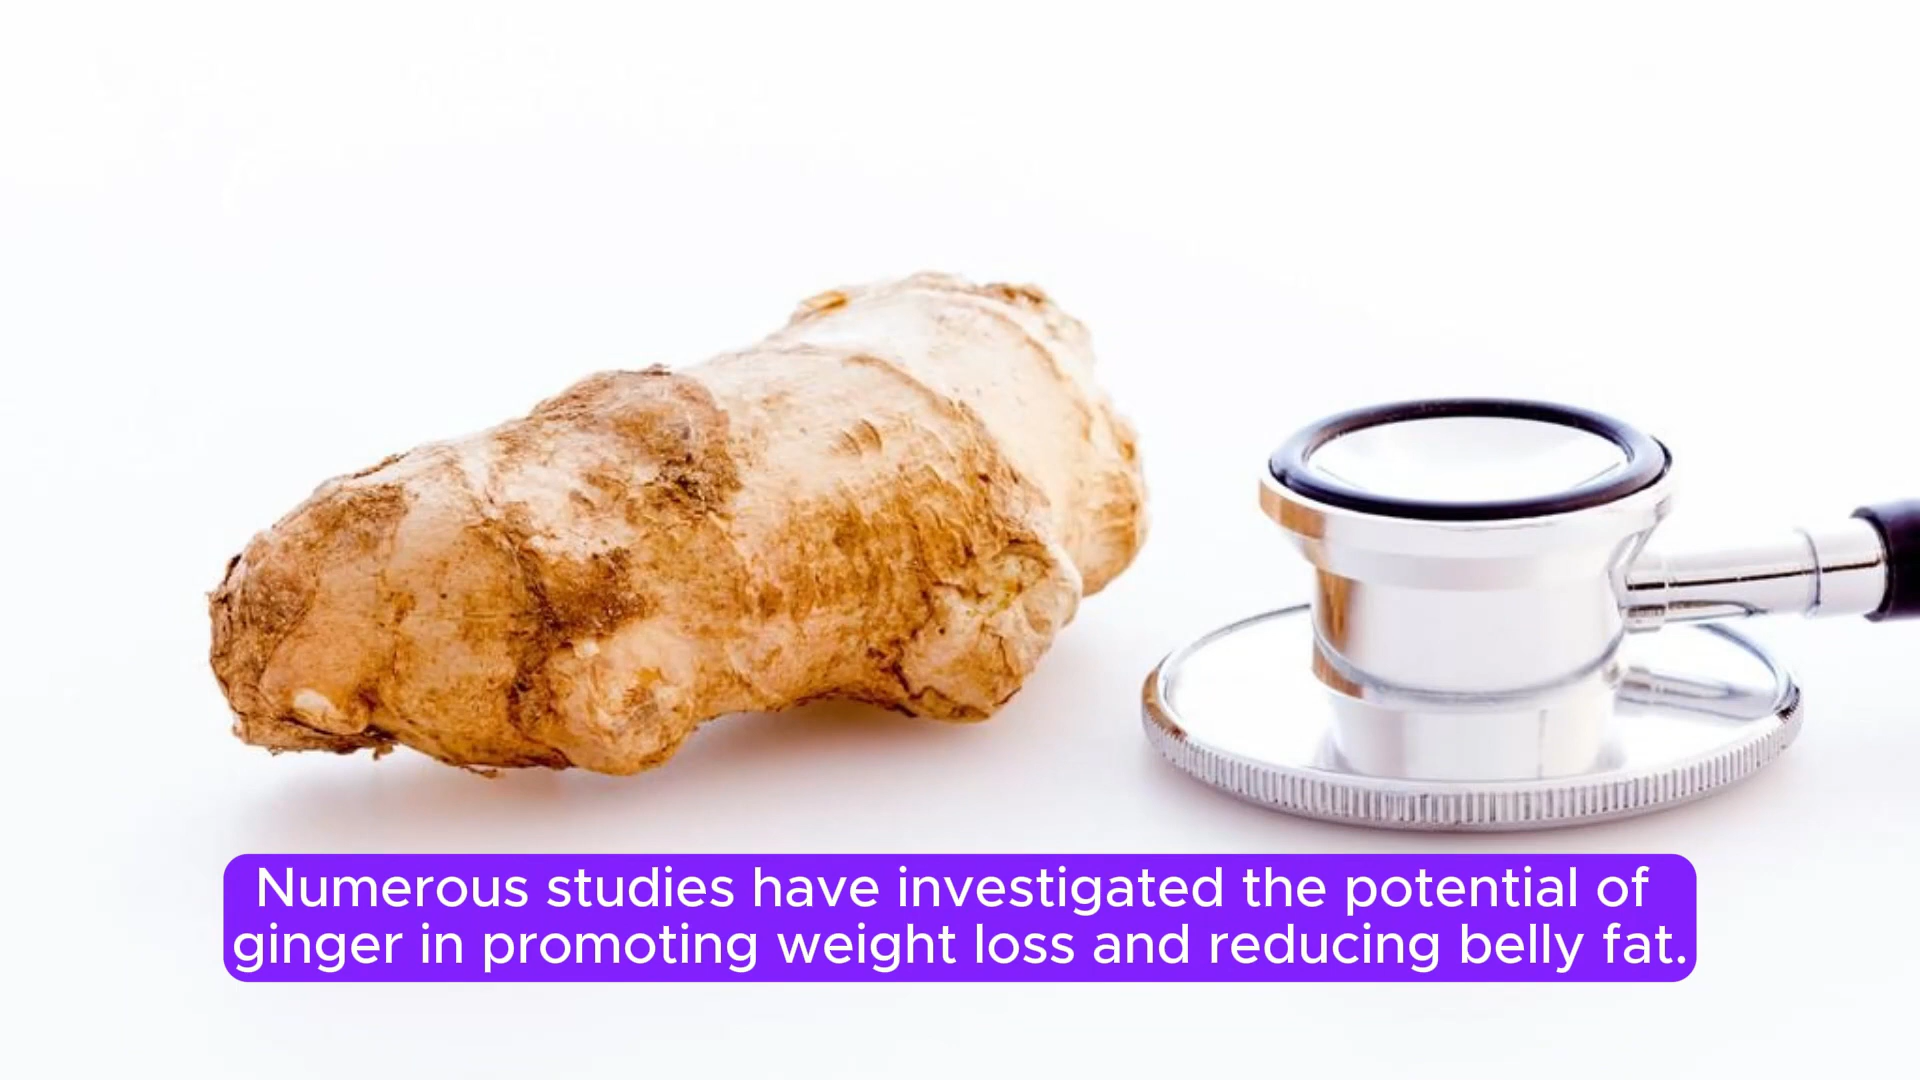 Numerous studies have investigated the potential of
ginger in promoting weight loss and reducing belly fat.